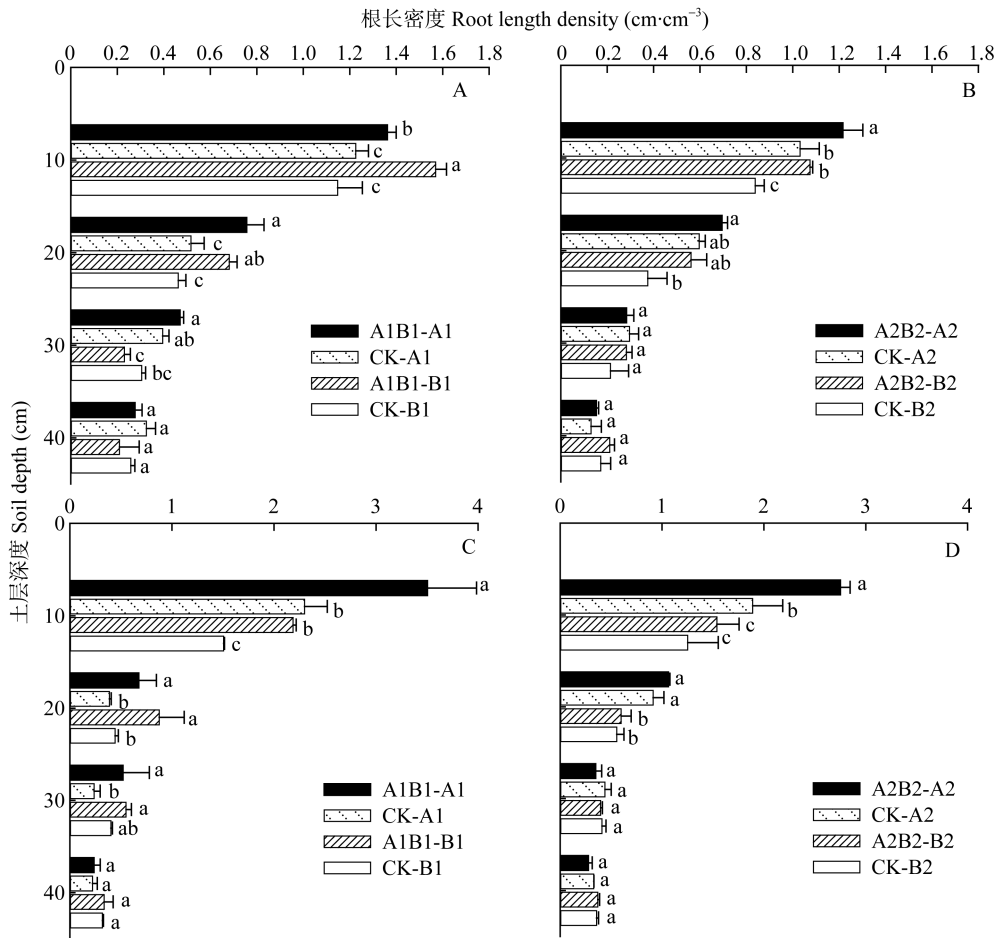 根长密度 Root length density (cm·cm⁻³)
0 0.2 0.4 0.6 0.8 1.0 1.2 1.4 1.6 1.8
0 0.2 0.4 0.6 0.8 1.0 1.2 1.4 1.6 1.8
土层深度 Soil depth (cm)
0
10
20
30
40
A
b
c
a
c
a
c
ab
c
a
ab
c
bc
a
a
a
a
A1B1-A1
CK-A1
A1B1-B1
CK-B1
B
a
b
b
c
a
ab
ab
b
a
a
a
a
a
a
a
a
A2B2-A2
CK-A2
A2B2-B2
CK-B2
0 1 2 3 4
0 1 2 3 4
0
10
20
30
40
C
a
b
b
c
a
b
a
b
a
b
a
ab
a
a
a
a
A1B1-A1
CK-A1
A1B1-B1
CK-B1
D
a
b
c
c
a
a
b
b
a
a
a
a
a
a
a
a
A2B2-A2
CK-A2
A2B2-B2
CK-B2